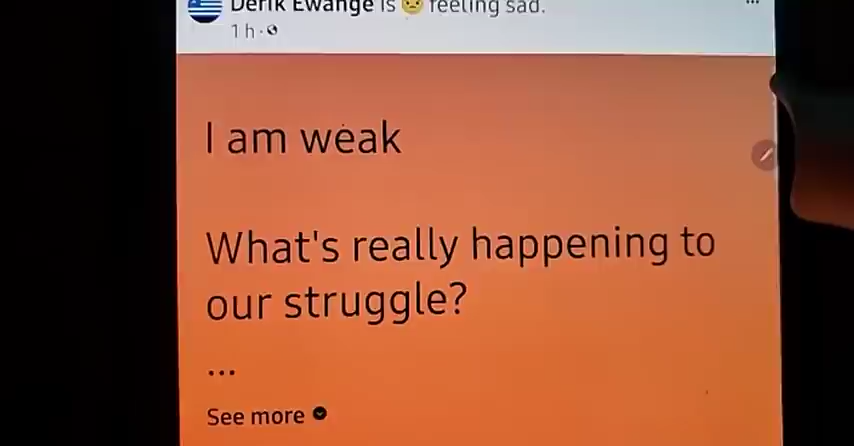 Derik Ewange is feeling sad.
1 h ·
I am weak
What's really happening to
our struggle?
...
See more